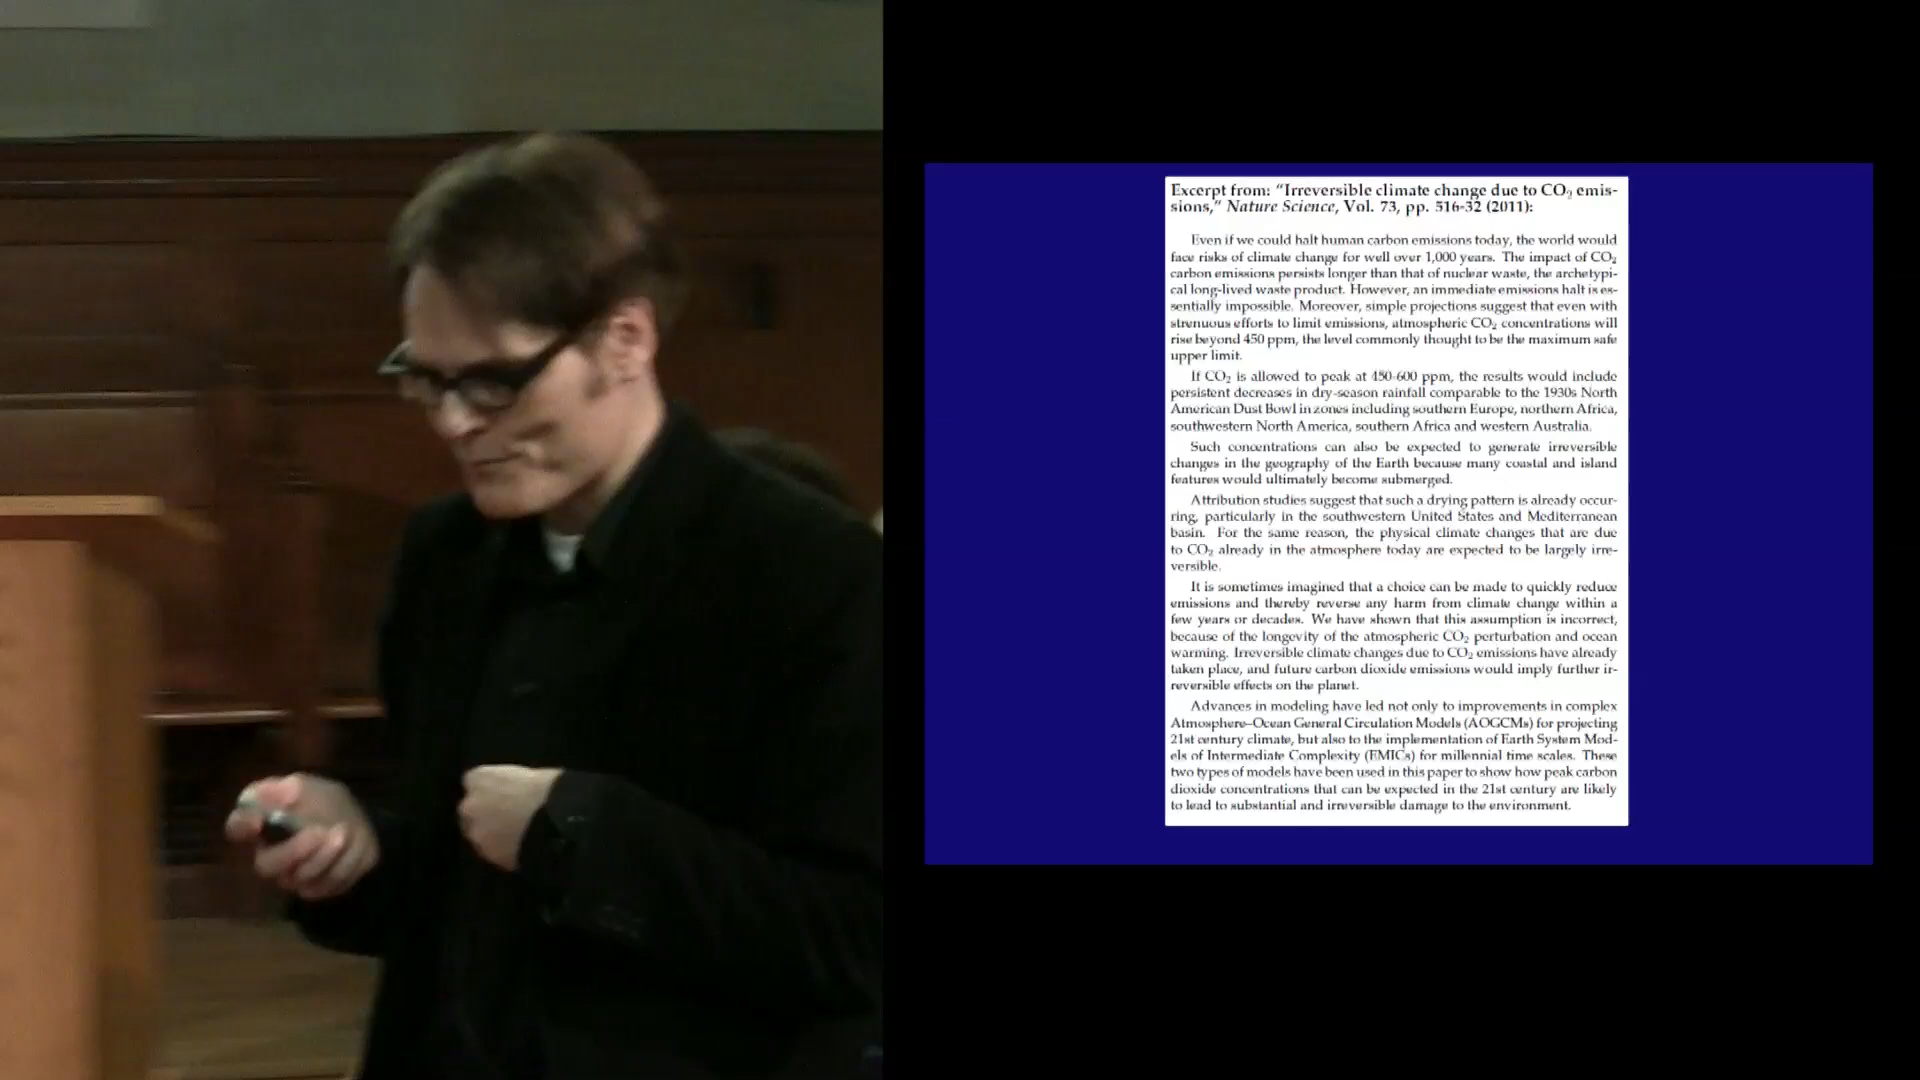 Excerpt from: “Irreversible climate change due to CO₂ emis-
sions,” Nature Science, Vol. 73, pp. 516-32 (2011):
Even if we could halt human carbon emissions today, the world would
face risks of climate change for well over 1,000 years. The impact of CO₂
carbon emissions persists longer than that of nuclear waste, the archetypi-
cal long-lived waste product. However, an immediate emissions halt is es-
sentially impossible. Moreover, simple projections suggest that even with
strenuous efforts to limit emissions, atmospheric CO₂ concentrations will
rise beyond 450 ppm, the level commonly thought to be the maximum safe
upper limit.
If CO₂ is allowed to peak at 450-600 ppm, the results would include
persistent decreases in dry-season rainfall comparable to the 1930s North
American Dust Bowl in zones including southern Europe, northern Africa,
southwestern North America, southern Africa and western Australia.
Such concentrations can also be expected to generate irreversible
changes in the geography of the Earth because many coastal and island
features would ultimately become submerged.
Attribution studies suggest that such a drying pattern is already occur-
ring, particularly in the southwestern United States and Mediterranean
basin. For the same reason, the physical climate changes that are due
to CO₂ already in the atmosphere today are expected to be largely irre-
versible.
It is sometimes imagined that a choice can be made to quickly reduce
emissions and thereby reverse any harm from climate change within a
few years or decades. We have shown that this assumption is incorrect,
because of the longevity of the atmospheric CO₂ perturbation and ocean
warming. Irreversible climate changes due to CO₂ emissions have already
taken place, and future carbon dioxide emissions would imply further ir-
reversible effects on the planet.
Advances in modeling have led not only to improvements in complex
Atmosphere–Ocean General Circulation Models (AOGCMs) for projecting
21st century climate, but also to the implementation of Earth System Mod-
els of Intermediate Complexity (EMICs) for millennial time scales. These
two types of models have been used in this paper to show how peak carbon
dioxide concentrations that can be expected in the 21st century are likely
to lead to substantial and irreversible damage to the environment.